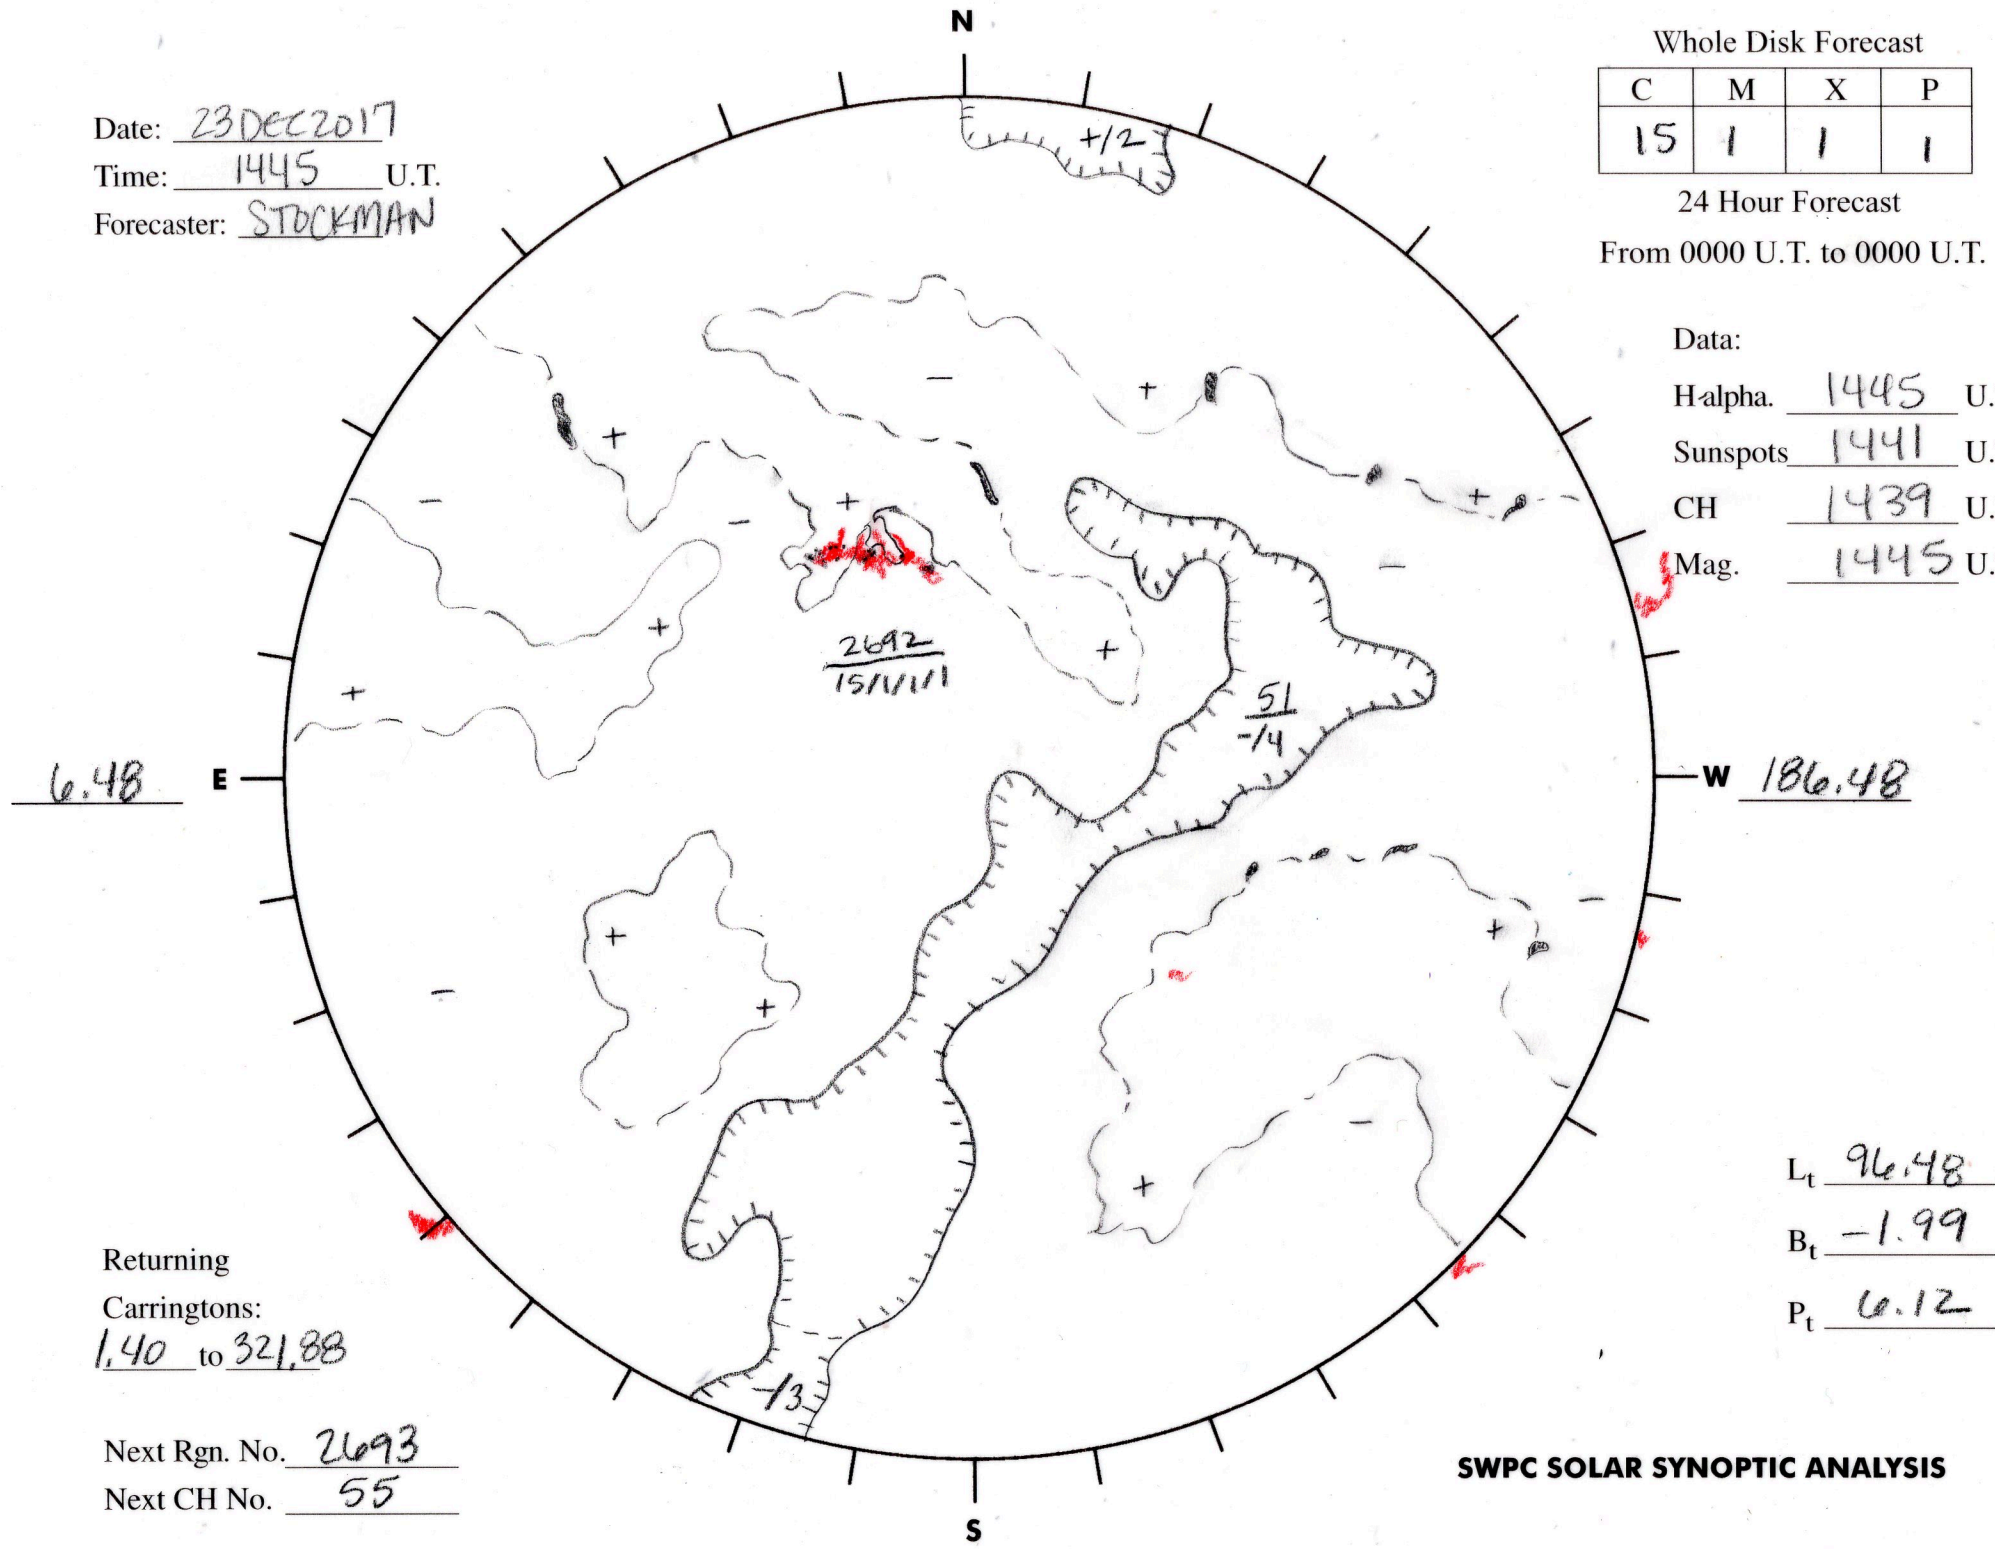 N
Whole Disk Forecast
C M X P
15 1 1 1
24 Hour Forecast
From 0000 U.T. to 0000 U.T.
Date: 23DEC2017
Time: 1445 U.T.
Forecaster: STOCKMAN
+/2
Data:
H-alpha. 1445 U.
Sunspots 1441 U.
CH 1439 U.
Mag. 1445 U.
− +
+
− − + +
−
+ +
2692
15/1/1/1
+
51
-/4
6.48 E
W 186.48
− +
+
− +
−
+
Lt 96.48
Bt -1.99
Pt 6.12
Returning
Carringtons:
1.40 to 321.88
-/3
Next Rgn. No. 2693
Next CH No. 55
SWPC SOLAR SYNOPTIC ANALYSIS
S